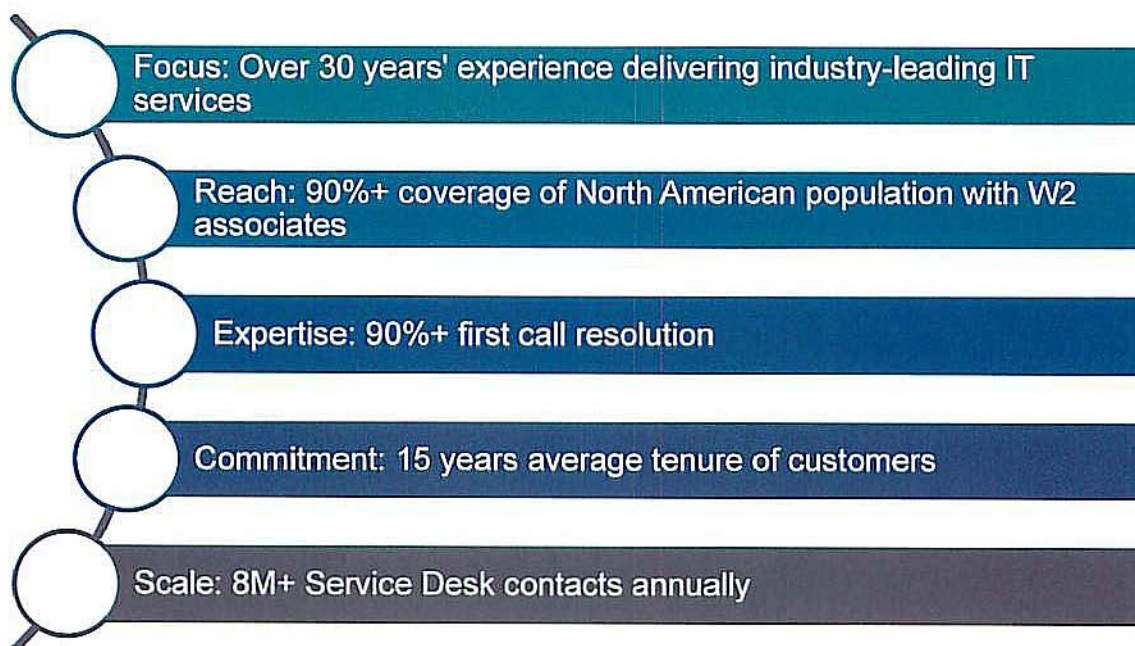 Focus: Over 30 years' experience delivering industry-leading IT
services
Reach: 90%+ coverage of North American population with W2
associates
Expertise: 90%+ first call resolution
Commitment: 15 years average tenure of customers
Scale: 8M+ Service Desk contacts annually